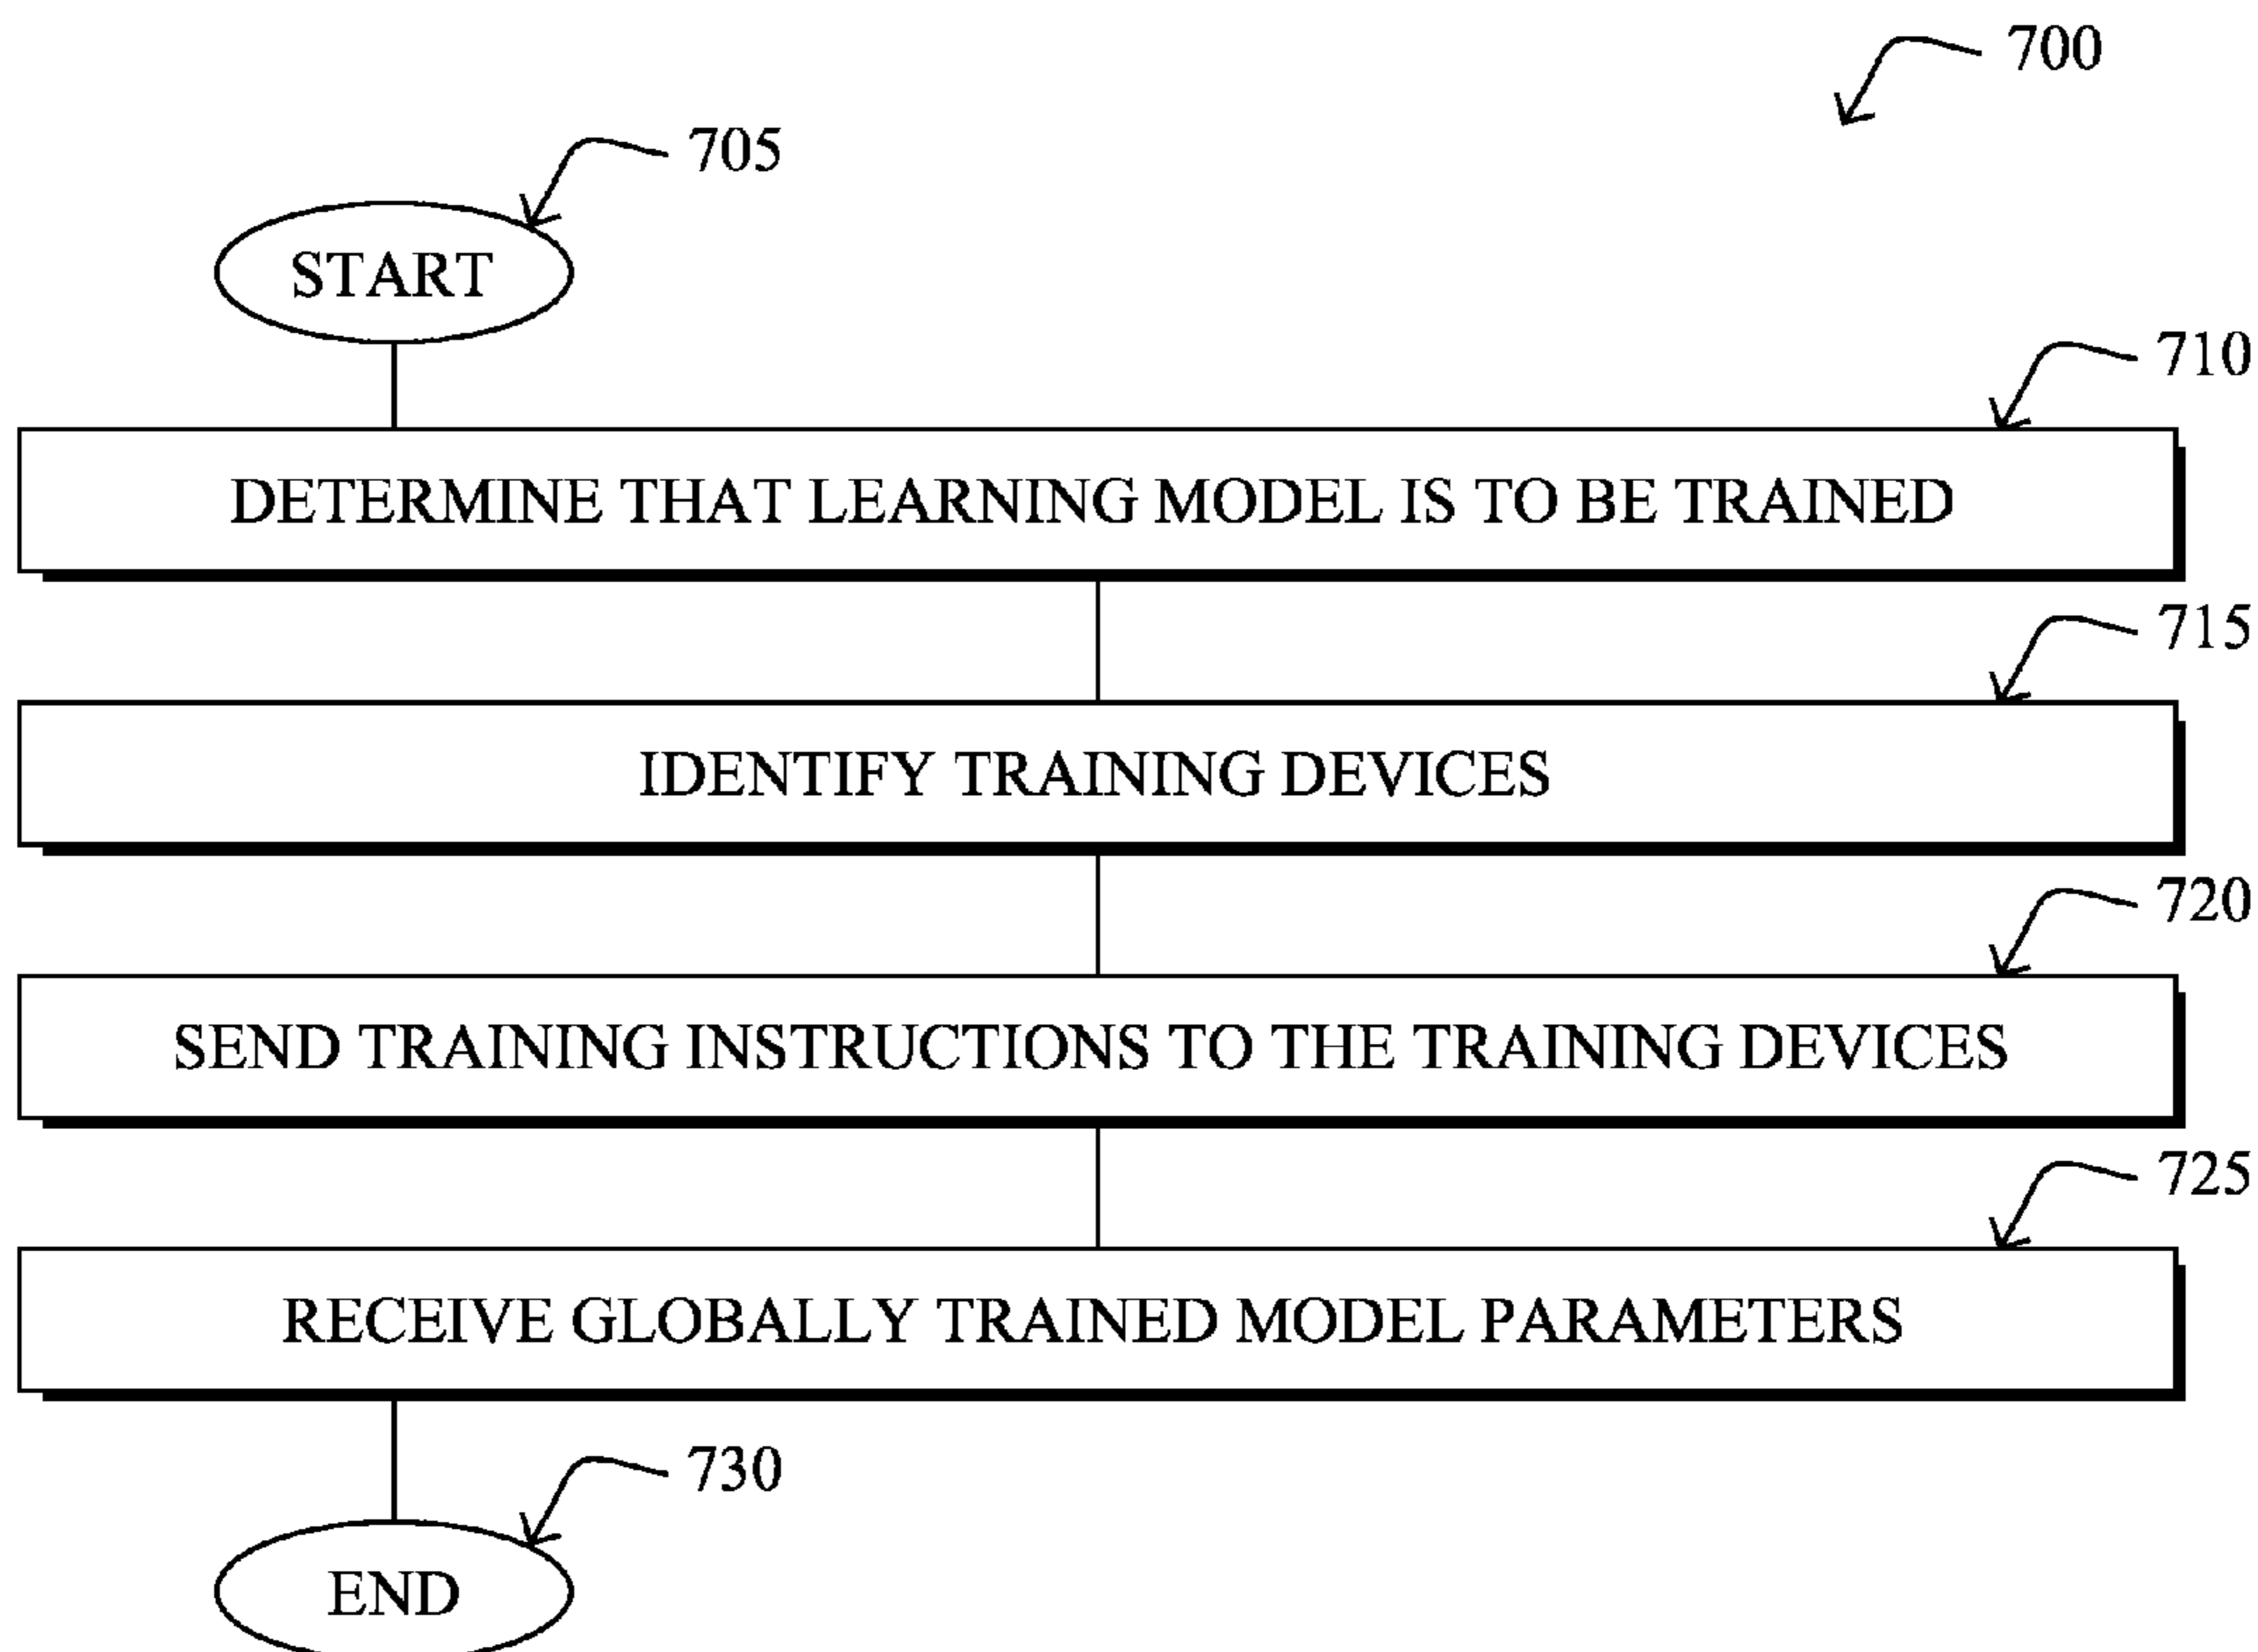 700
705
START
710
DETERMINE THAT LEARNING MODEL IS TO BE TRAINED
715
IDENTIFY TRAINING DEVICES
720
SEND TRAINING INSTRUCTIONS TO THE TRAINING DEVICES
725
RECEIVE GLOBALLY TRAINED MODEL PARAMETERS
730
END